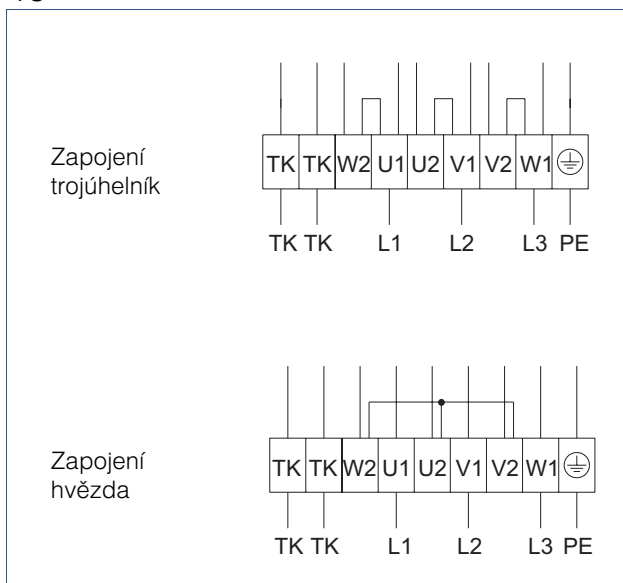 Zapojení
trojúhelník
TK TK W2 U1 U2 V1 V2 W1
TK TK L1 L2 L3 PE
Zapojení
hvězda
TK TK W2 U1 U2 V1 V2 W1
TK TK L1 L2 L3 PE